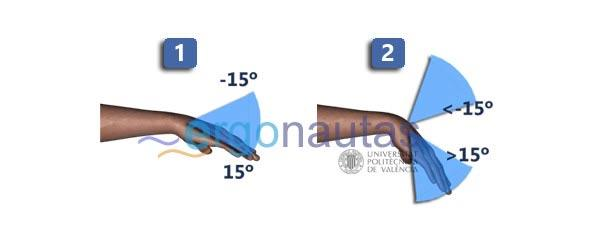 1
2
-15º
<-15º
ergonautas
UNIVERSITAT
POLITÈCNICA
DE VALÈNCIA
>15º
15º